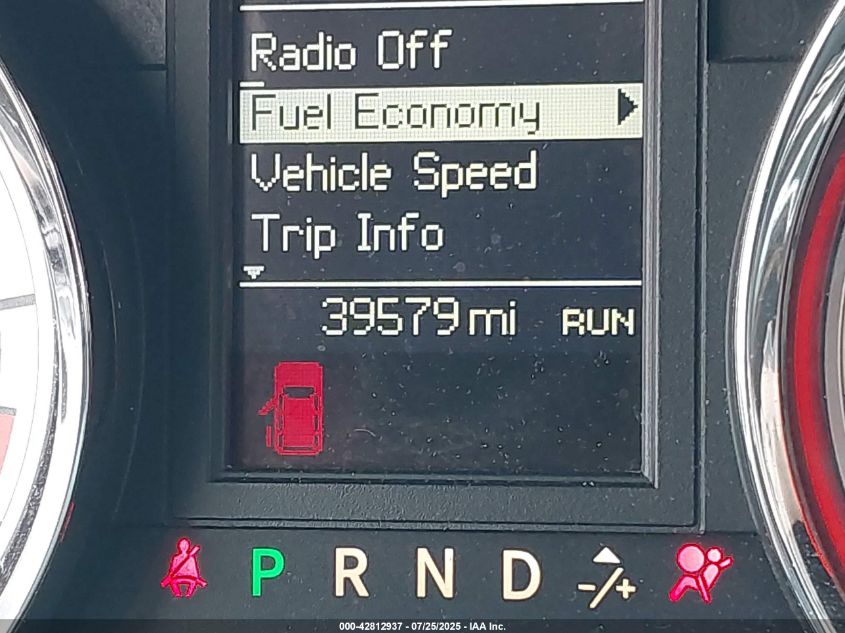 Radio Off
Fuel Economy
Vehicle Speed
Trip Info
39579 mi RUN
P R N D -/+
000-42812937 - 07/25/2025 - IAA Inc.